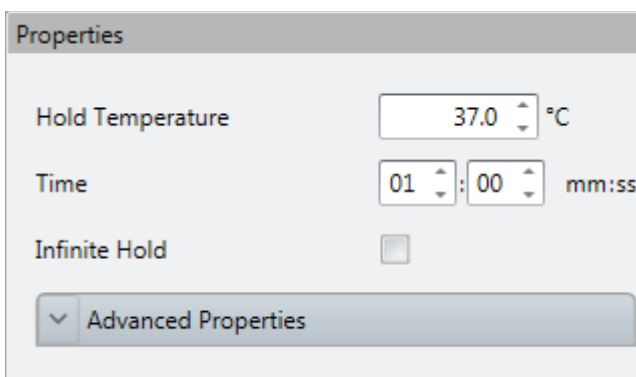 Properties
Hold Temperature 37.0 °C
Time 01 : 00 mm:ss
Infinite Hold
Advanced Properties